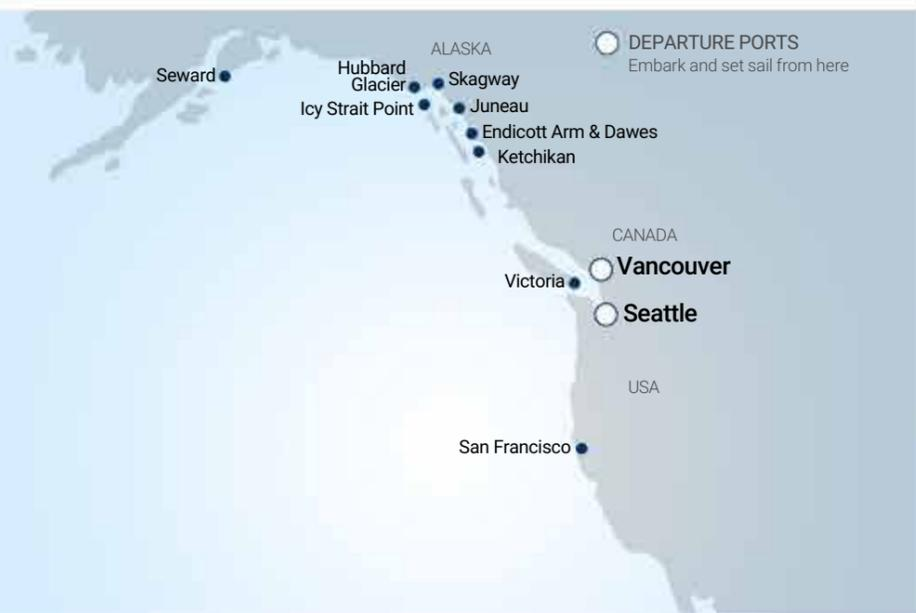 ALASKA
DEPARTURE PORTS
Embark and set sail from here
Seward
Hubbard
Glacier
Skagway
Icy Strait Point
Juneau
Endicott Arm & Dawes
Ketchikan
CANADA
Vancouver
Victoria
Seattle
USA
San Francisco